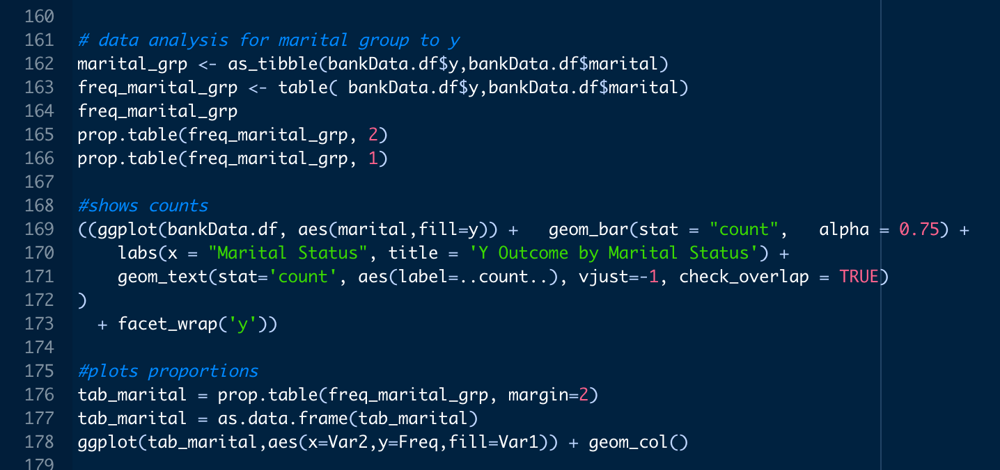 160
161 # data analysis for marital group to y
162 marital_grp <- as_tibble(bankData.df$y,bankData.df$marital)
163 freq_marital_grp <- table( bankData.df$y,bankData.df$marital)
164 freq_marital_grp
165 prop.table(freq_marital_grp, 2)
166 prop.table(freq_marital_grp, 1)
167
168 #shows counts
169 ((ggplot(bankData.df, aes(marital,fill=y)) +   geom_bar(stat = "count",   alpha = 0.75) +
170     labs(x = "Marital Status", title = 'Y Outcome by Marital Status') +
171     geom_text(stat='count', aes(label=..count..), vjust=-1, check_overlap = TRUE)
172 )
173   + facet_wrap('y'))
174
175 #plots proportions
176 tab_marital = prop.table(freq_marital_grp, margin=2)
177 tab_marital = as.data.frame(tab_marital)
178 ggplot(tab_marital,aes(x=Var2,y=Freq,fill=Var1)) + geom_col()
179